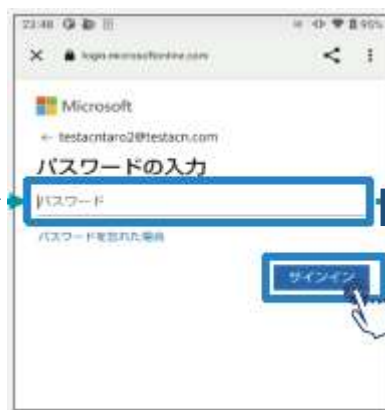 23:48
95%
login.microsoftonline.com
Microsoft
← testacntaro2@testacn.com
パスワードの入力
パスワード
パスワードを忘れた場合
サインイン